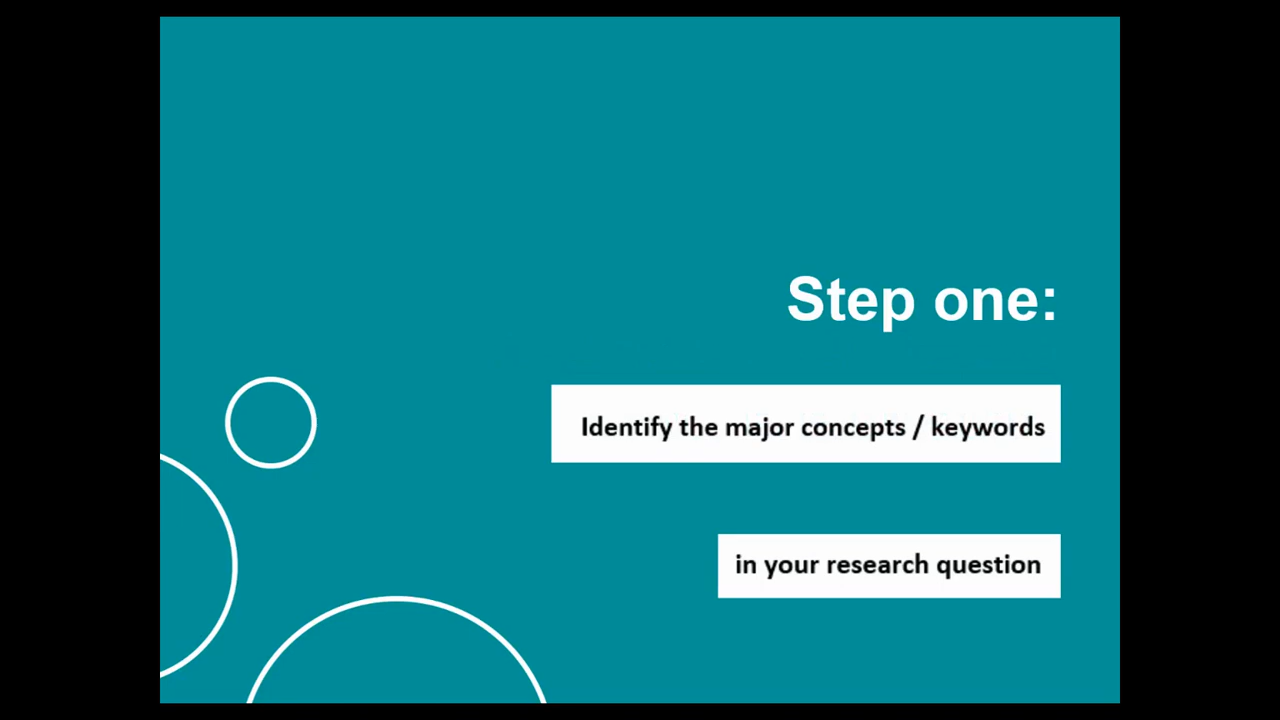 Step one:
Identify the major concepts / keywords
in your research question